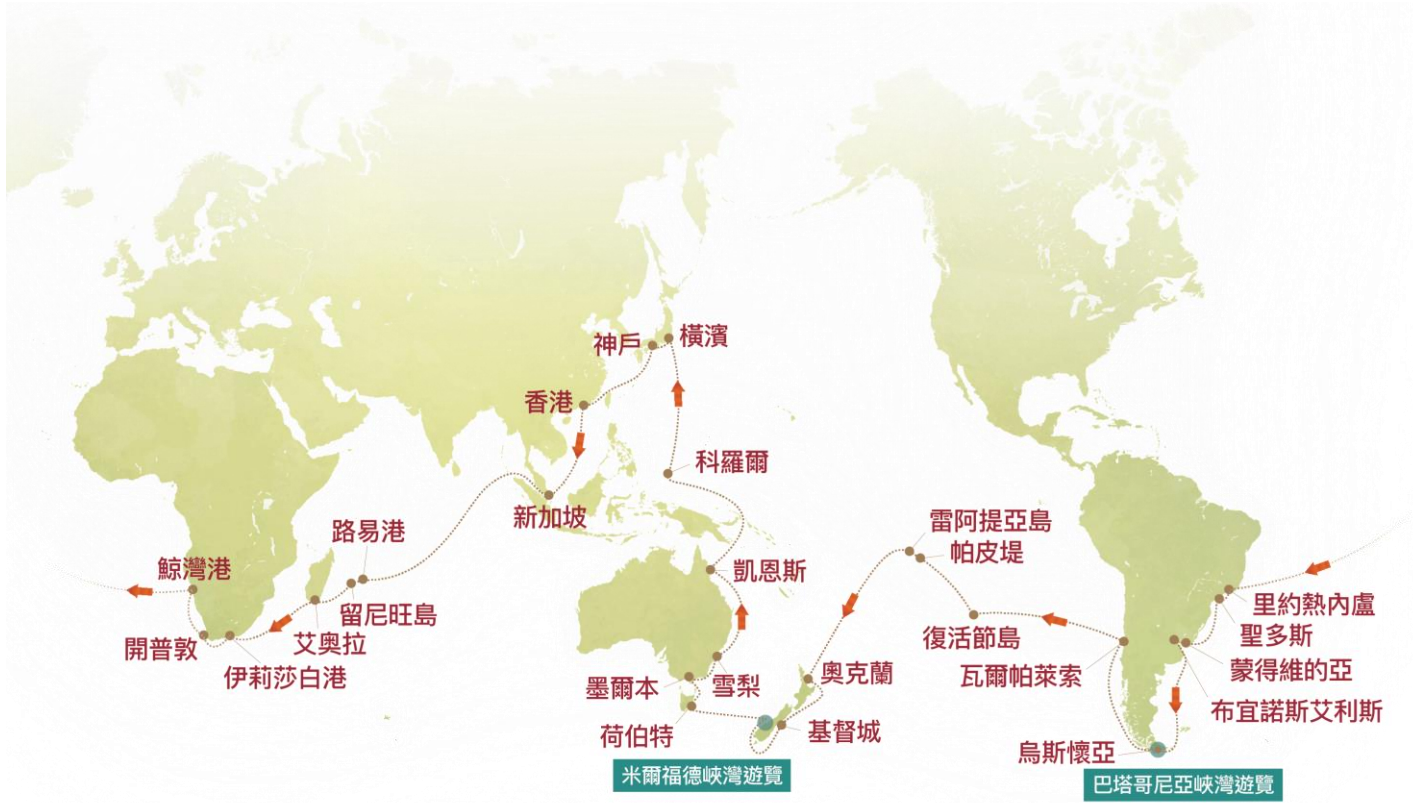 神戶
橫濱
香港
科羅爾
新加坡
雷阿提亞島
路易港
帕皮堤
鯨灣港
凱恩斯
里約熱內盧
留尼旺島
復活節島
聖多斯
艾奧拉
開普敦
蒙得維的亞
伊莉莎白港
瓦爾帕萊索
奧克蘭
墨爾本
雪梨
布宜諾斯艾利斯
荷伯特
基督城
烏斯懷亞
米爾福德峽灣遊覽
巴塔哥尼亞峽灣遊覽